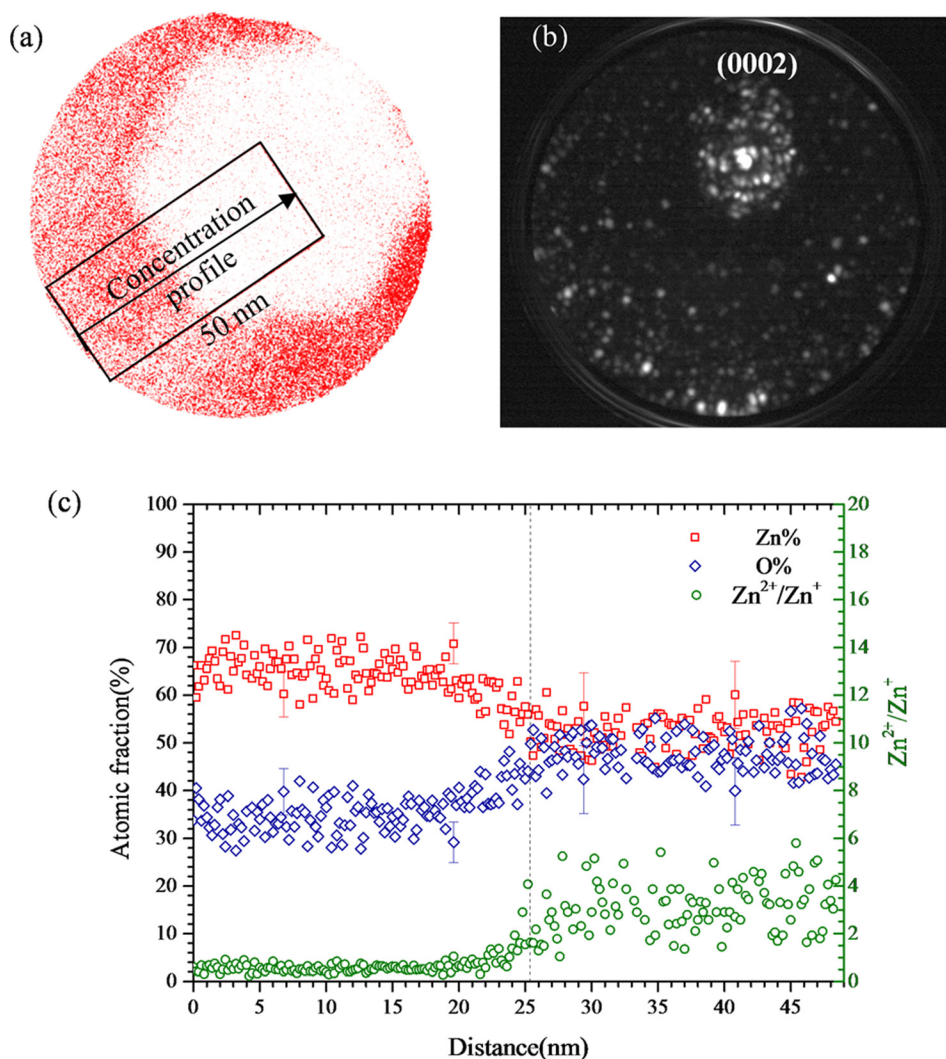 (a)
Concentration
profile
50 nm
(b)
(0002)
(c)
Zn%
O%
Zn²⁺/Zn⁺
Atomic fraction(%)
100
90
80
70
60
50
40
30
20
10
0
20
18
16
14
12
10
8
6
4
2
0
Zn²⁺/Zn⁺
0 5 10 15 20 25 30 35 40 45
Distance(nm)